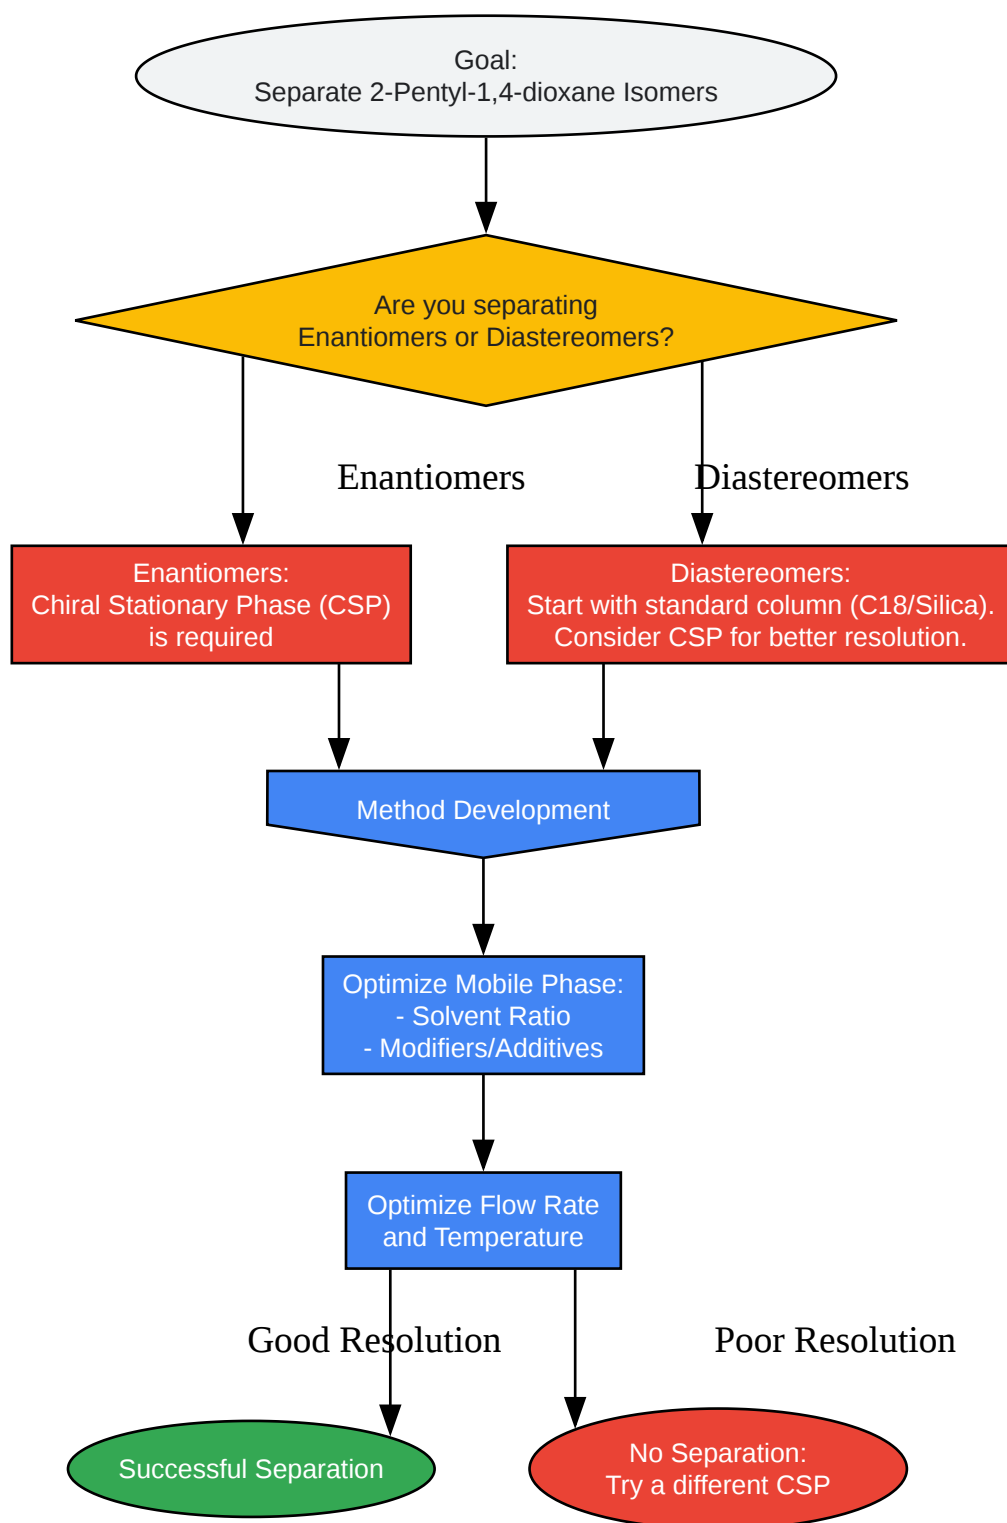 Goal:
Separate 2-Pentyl-1,4-dioxane Isomers
Are you separating
Enantiomers or Diastereomers?
Enantiomers
Diastereomers
Enantiomers:
Chiral Stationary Phase (CSP)
is required
Diastereomers:
Start with standard column (C18/Silica).
Consider CSP for better resolution.
Method Development
Optimize Mobile Phase:
- Solvent Ratio
- Modifiers/Additives
Optimize Flow Rate
and Temperature
Good Resolution
Poor Resolution
Successful Separation
No Separation:
Try a different CSP